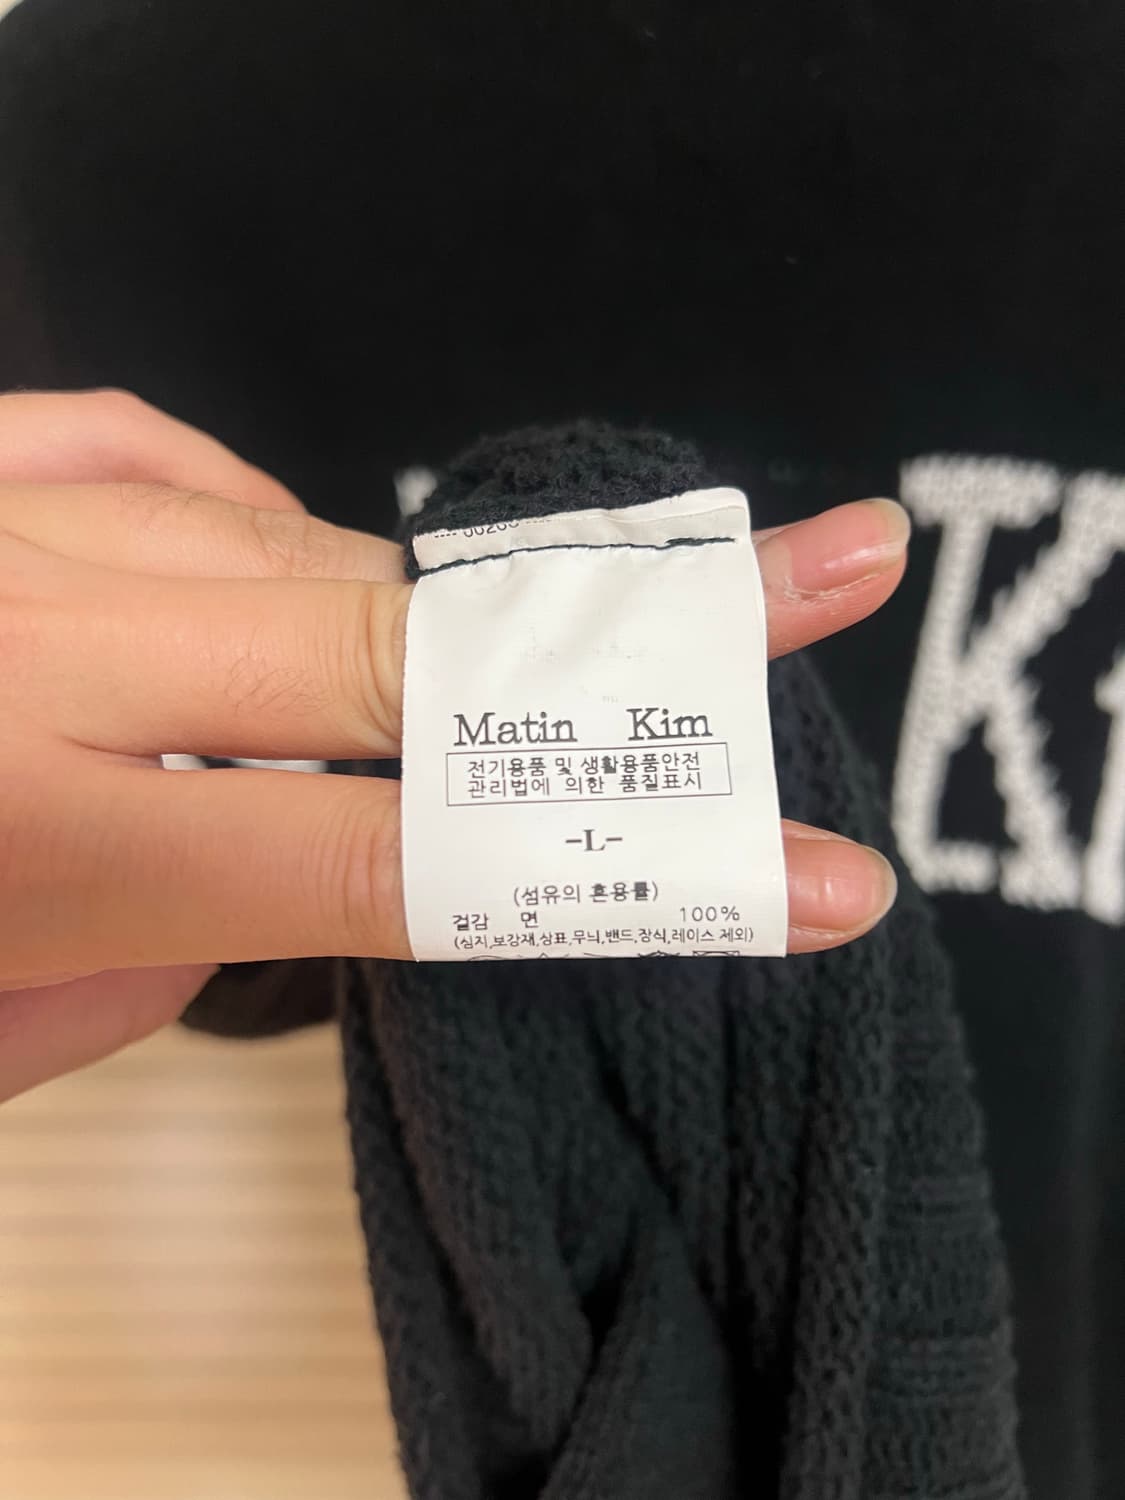 Matin Kim
전기용품 및 생활용품안전
관리법에 의한 품질표시
-L-
(섬유의 혼용률)
겉감 면 100%
(심지,보강재,상표,무늬,밴드,장식,레이스 제외)
K